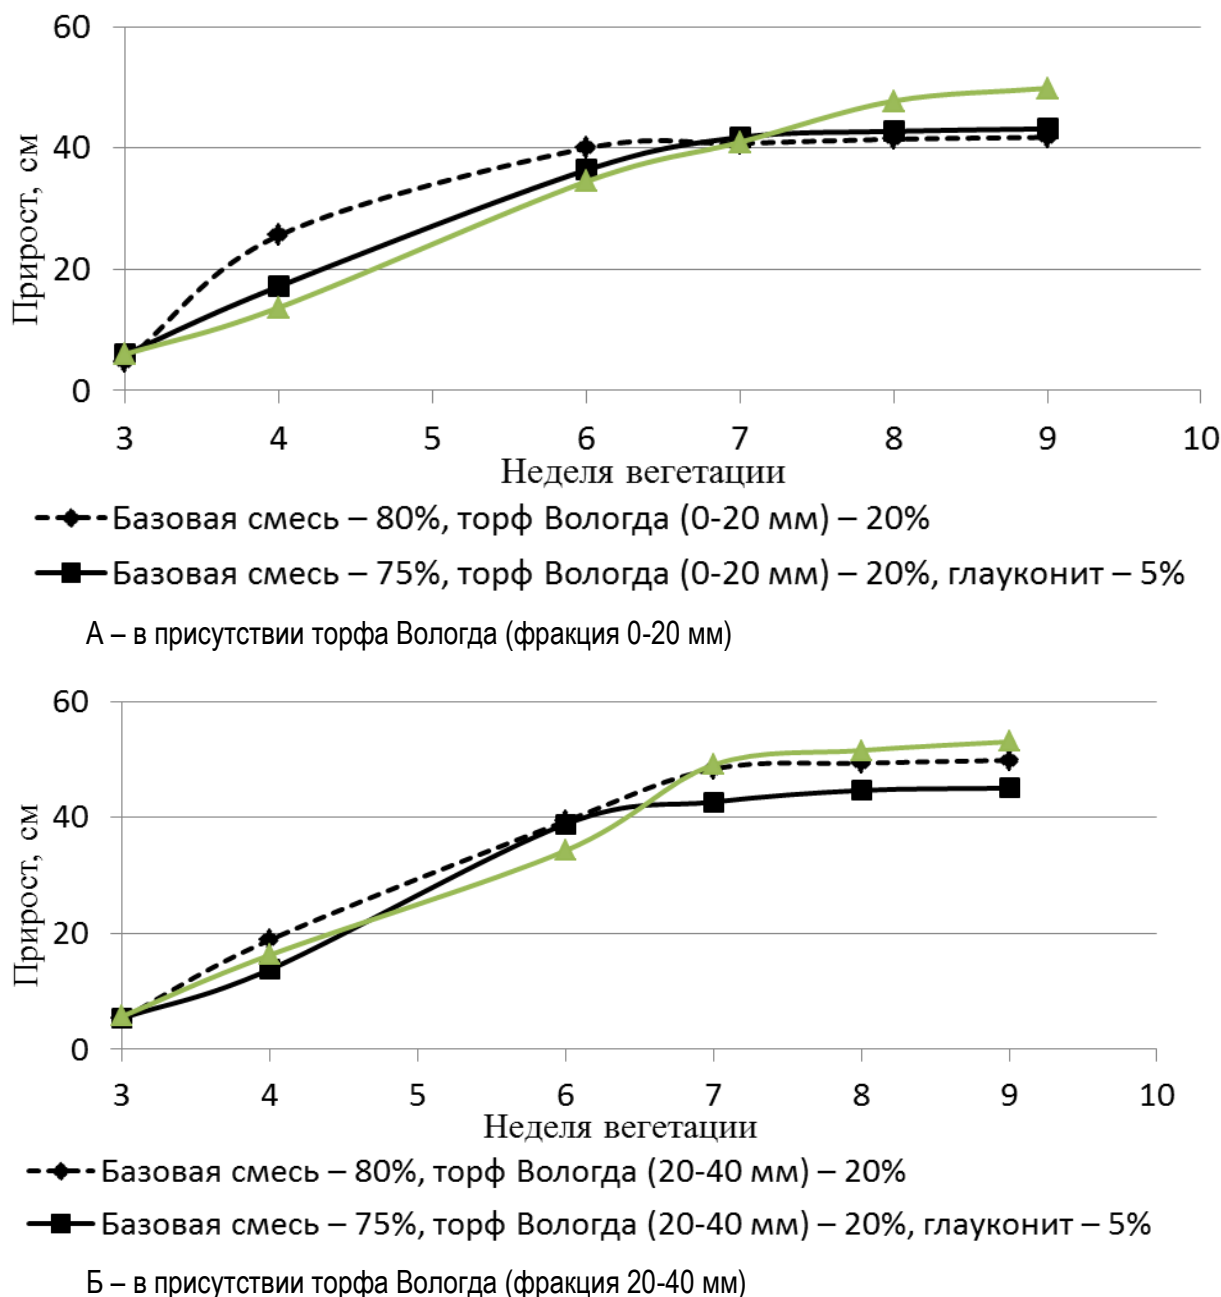 60
40
20
0
Прирост, см
3 4 5 6 7 8 9 10
Неделя вегетации
Базовая смесь – 80%, торф Вологда (0-20 мм) – 20%
Базовая смесь – 75%, торф Вологда (0-20 мм) – 20%, глауконит – 5%
А – в присутствии торфа Вологда (фракция 0-20 мм)
60
40
20
0
Прирост, см
3 4 5 6 7 8 9 10
Неделя вегетации
Базовая смесь – 80%, торф Вологда (20-40 мм) – 20%
Базовая смесь – 75%, торф Вологда (20-40 мм) – 20%, глауконит – 5%
Б – в присутствии торфа Вологда (фракция 20-40 мм)